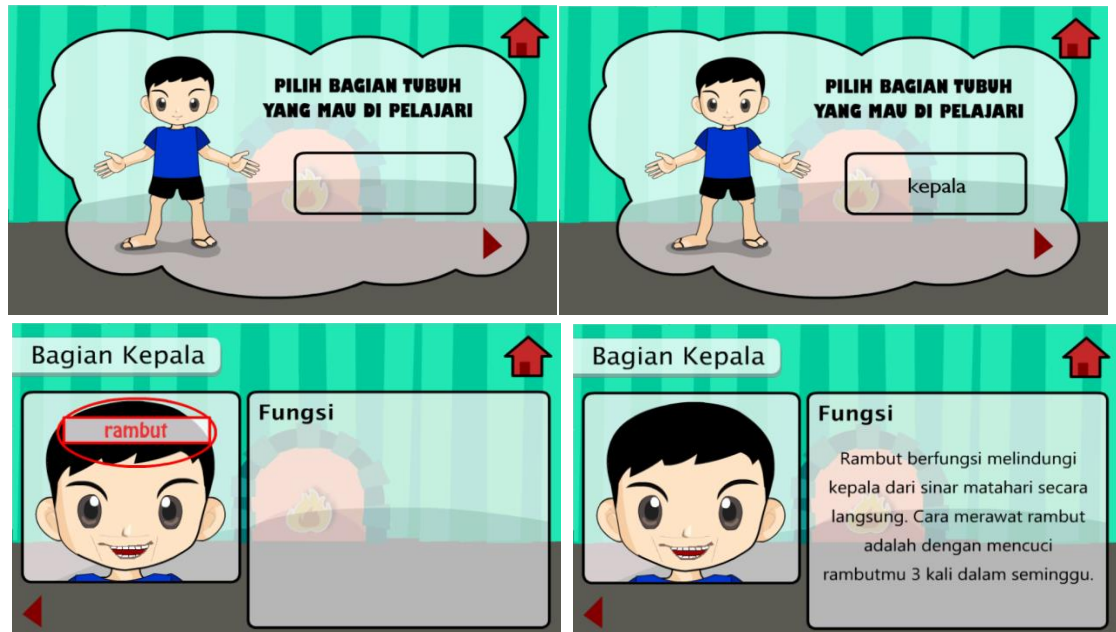 PILIH BAGIAN TUBUH
YANG MAU DI PELAJARI
PILIH BAGIAN TUBUH
YANG MAU DI PELAJARI
kepala
Bagian Kepala
rambut
Fungsi
Bagian Kepala
Fungsi
Rambut berfungsi melindungi
kepala dari sinar matahari secara
langsung. Cara merawat rambut
adalah dengan mencuci
rambutmu 3 kali dalam seminggu.